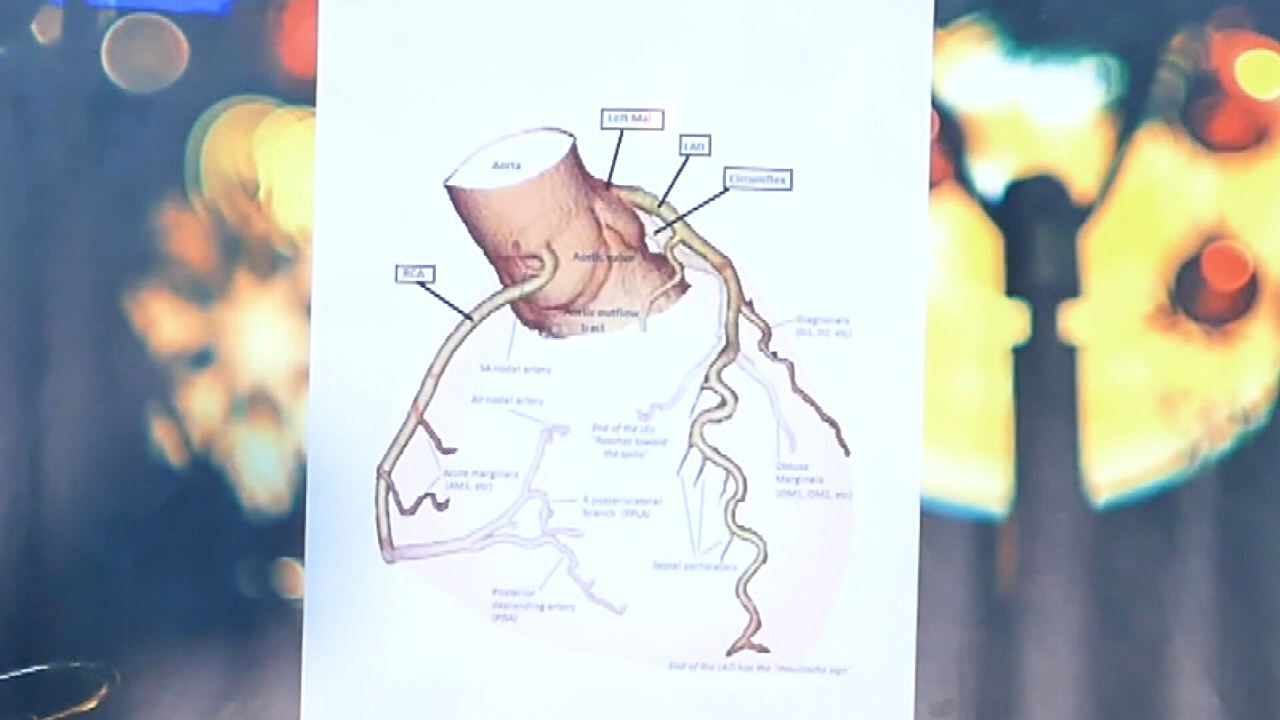 Left Mai
LAD
Circumflex
Aorta
Aortic valve
RCA
Aortic outflow
tract
Diagonals
(D1, D2, etc)
SA nodal artery
AV nodal artery
End of the LCx
"Reaches toward
the spine"
Acute marginals
(AM1, etc)
Obtuse
Marginals
(OM1, OM2, etc)
R posterolateral
branch (RPLA)
Septal perforators
Posterior
descending artery
(PDA)
End of the LAD has the "moustache sign"